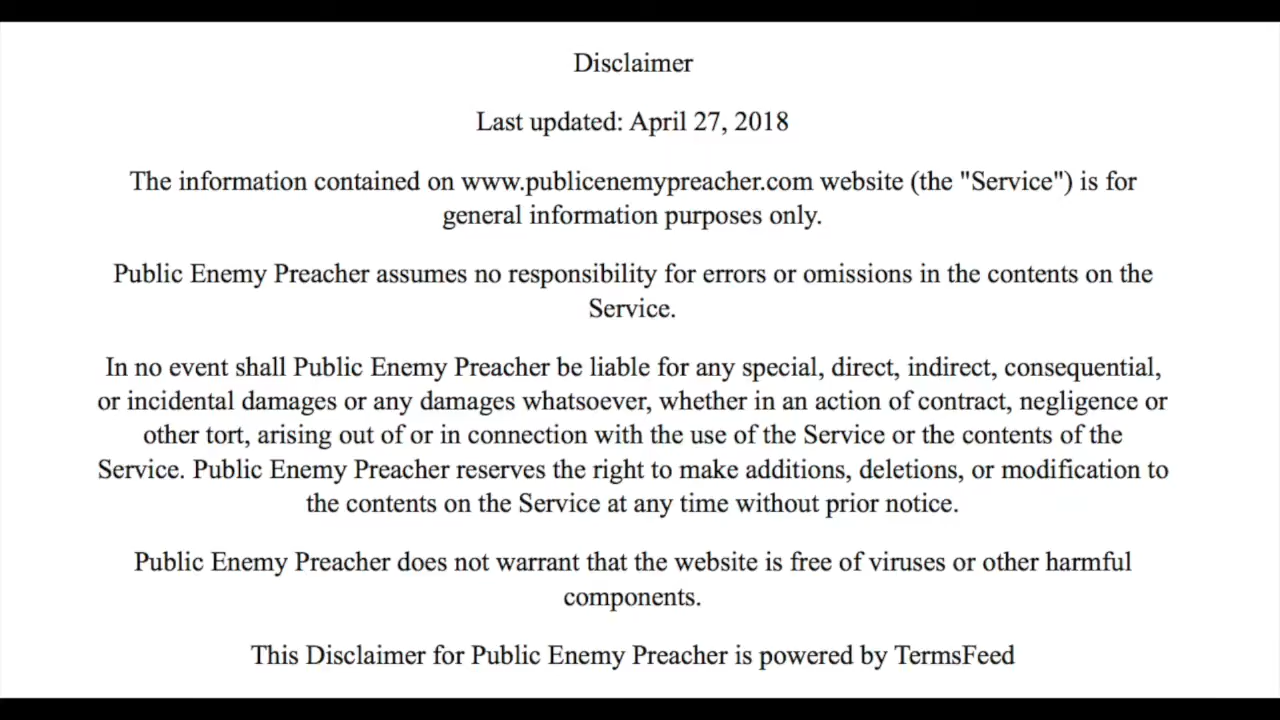 Disclaimer
Last updated: April 27, 2018
The information contained on www.publicenemypreacher.com website (the "Service") is for
general information purposes only.
Public Enemy Preacher assumes no responsibility for errors or omissions in the contents on the
Service.
In no event shall Public Enemy Preacher be liable for any special, direct, indirect, consequential,
or incidental damages or any damages whatsoever, whether in an action of contract, negligence or
other tort, arising out of or in connection with the use of the Service or the contents of the
Service. Public Enemy Preacher reserves the right to make additions, deletions, or modification to
the contents on the Service at any time without prior notice.
Public Enemy Preacher does not warrant that the website is free of viruses or other harmful
components.
This Disclaimer for Public Enemy Preacher is powered by TermsFeed